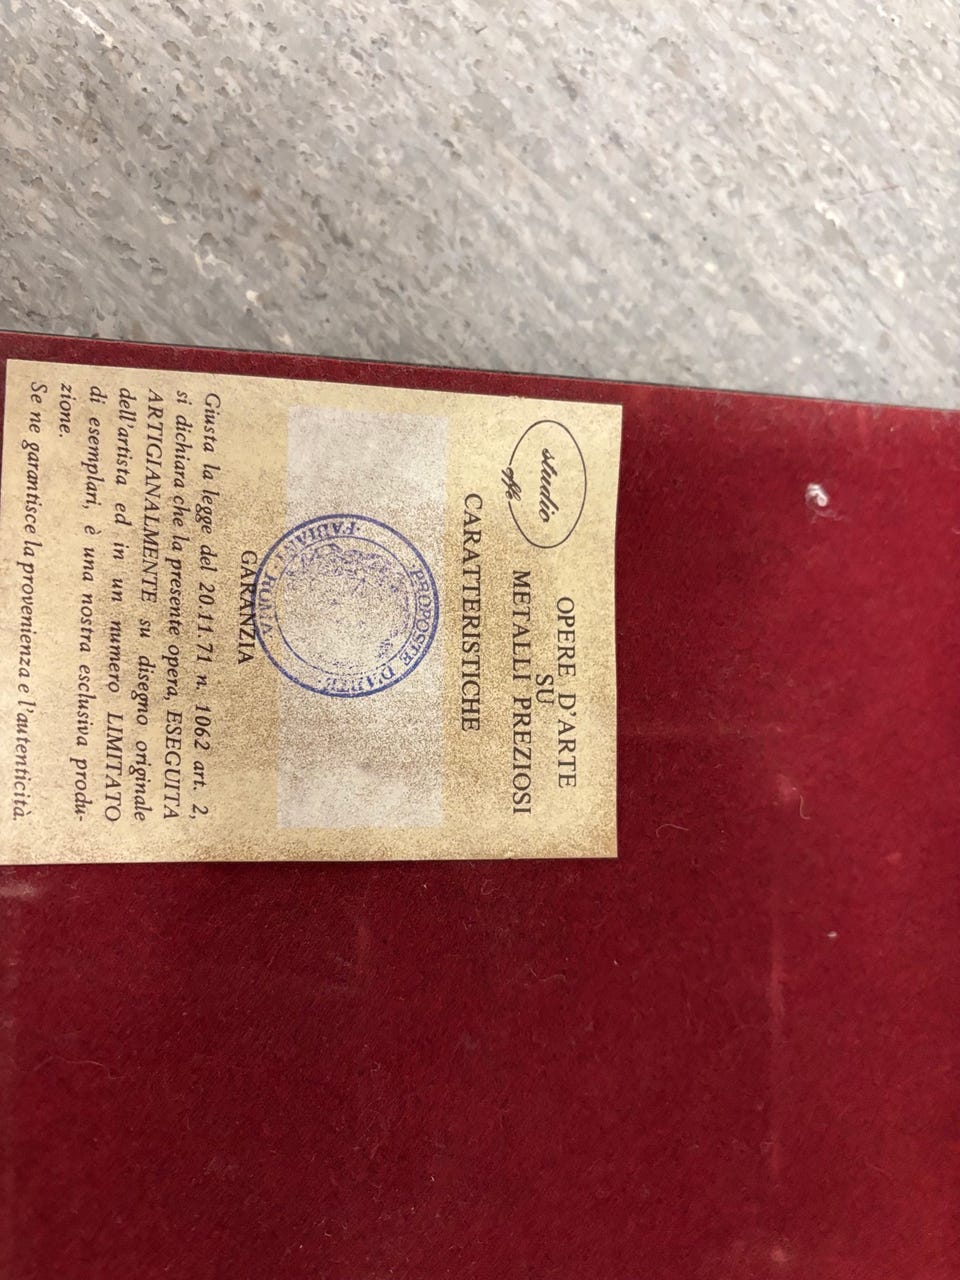 studio
effe
OPERE D'ARTE
SU
METALLI PREZIOSI
CARATTERISTICHE
PROPOSTE D'ARTE
FABIANI - ROMA
GARANZIA
Giusta la legge del 20.11.71 n. 1062 art. 2,
si dichiara che la presente opera, ESEGUITA
ARTIGIANALMENTE su disegno originale
dell'artista ed in un numero LIMITATO
di esemplari, è una nostra esclusiva produ-
zione.
Se ne garantisce la provenienza e l'autenticità.